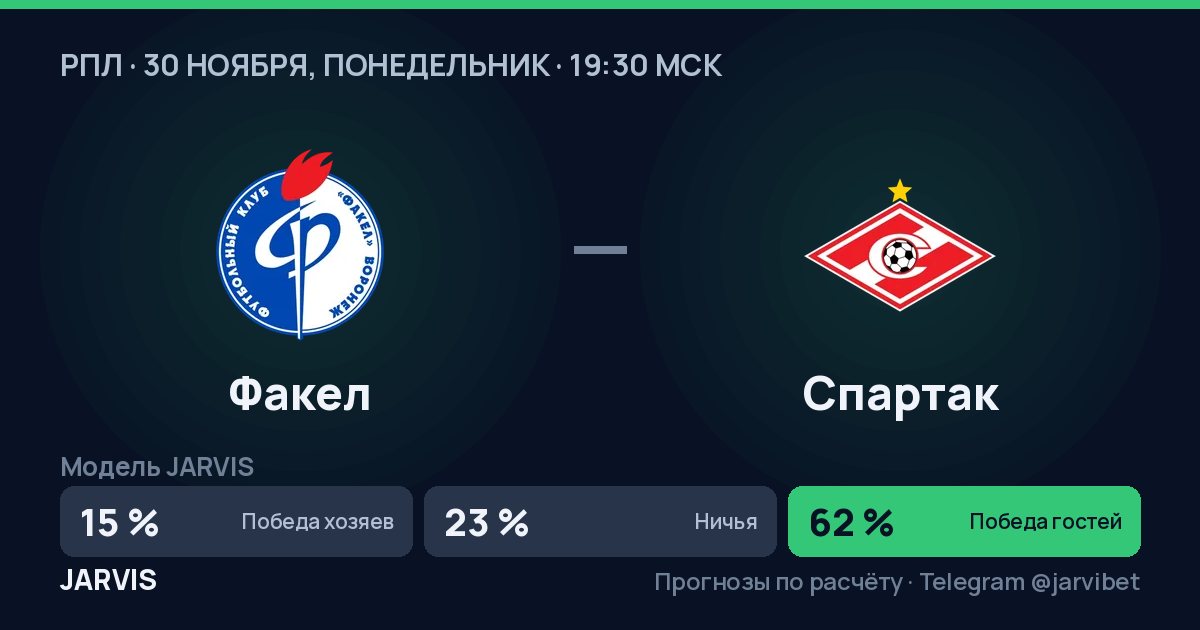 РПЛ · 30 НОЯБРЯ, ПОНЕДЕЛЬНИК · 19:30 МСК
ФУТБОЛЬНЫЙ КЛУБ «ФАКЕЛ» ВОРОНЕЖ
Факел
Спартак
Модель JARVIS
15 % Победа хозяев
23 % Ничья
62 % Победа гостей
JARVIS
Прогнозы по расчёту · Telegram @jarvibet